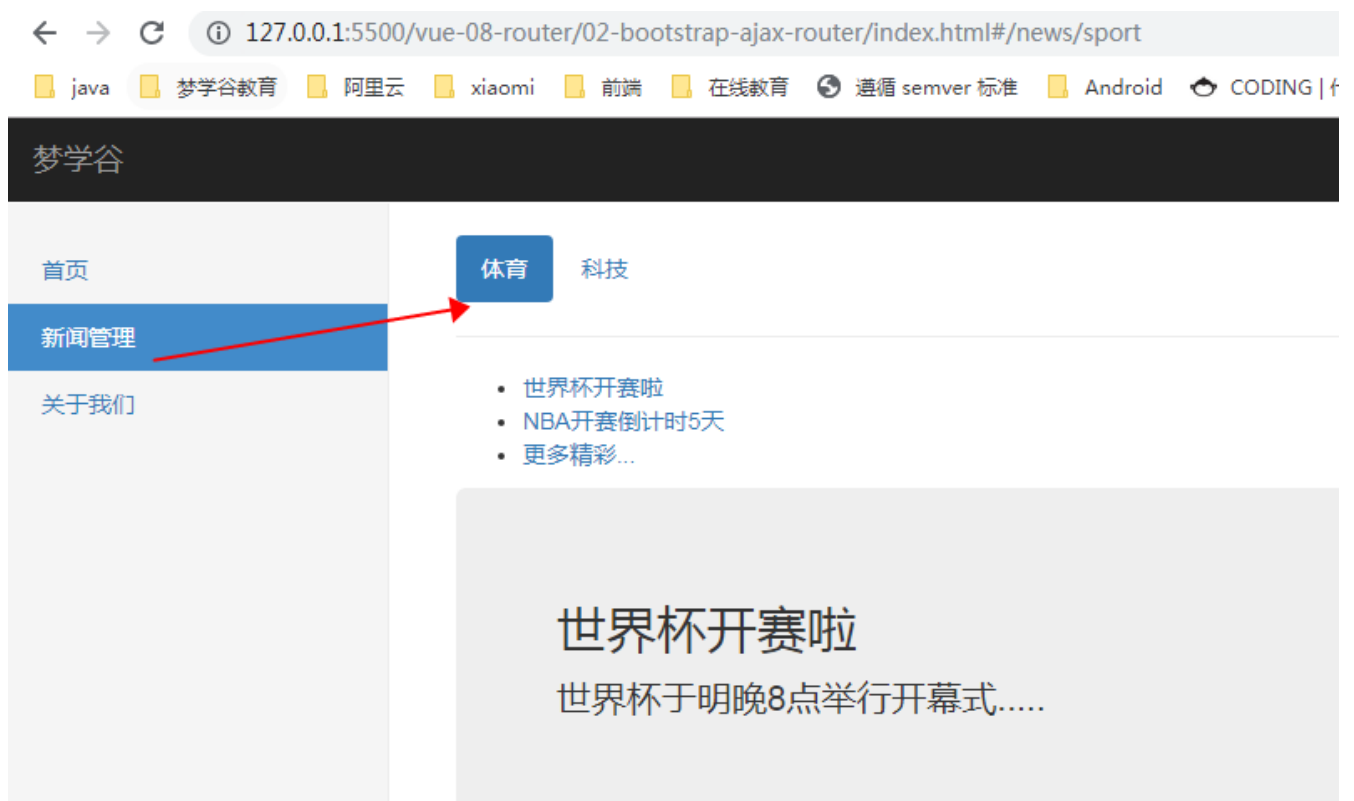 127.0.0.1:5500/vue-08-router/02-bootstrap-ajax-router/index.html#/news/sport
java 梦学谷教育 阿里云 xiaomi 前端 在线教育 遵循 semver 标准 Android CODING |
梦学谷
首页
新闻管理
关于我们
体育 科技
世界杯开赛啦
NBA开赛倒计时5天
更多精彩...
世界杯开赛啦
世界杯于明晚8点举行开幕式.....